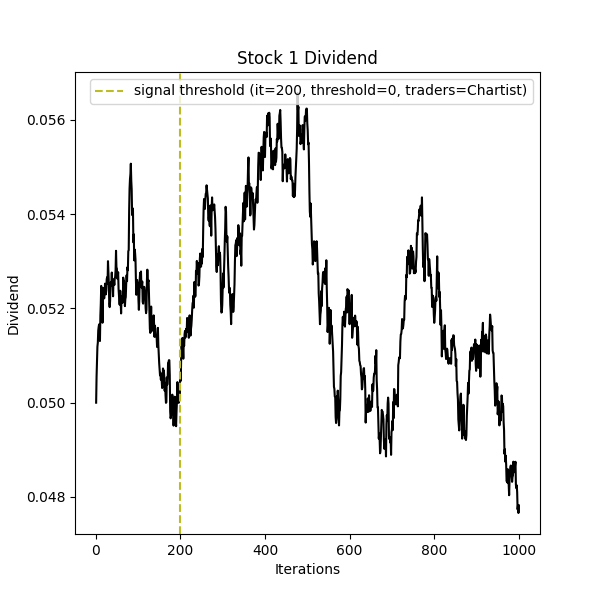 Stock 1 Dividend
signal threshold (it=200, threshold=0, traders=Chartist)
0.056
0.054
0.052
0.050
0.048
Dividend
0 200 400 600 800 1000
Iterations